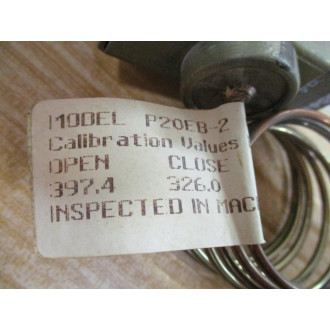 MODEL P20EB-2
Calibration Values
OPEN CLOSE
397.4 326.0
INSPECTED IN MAC